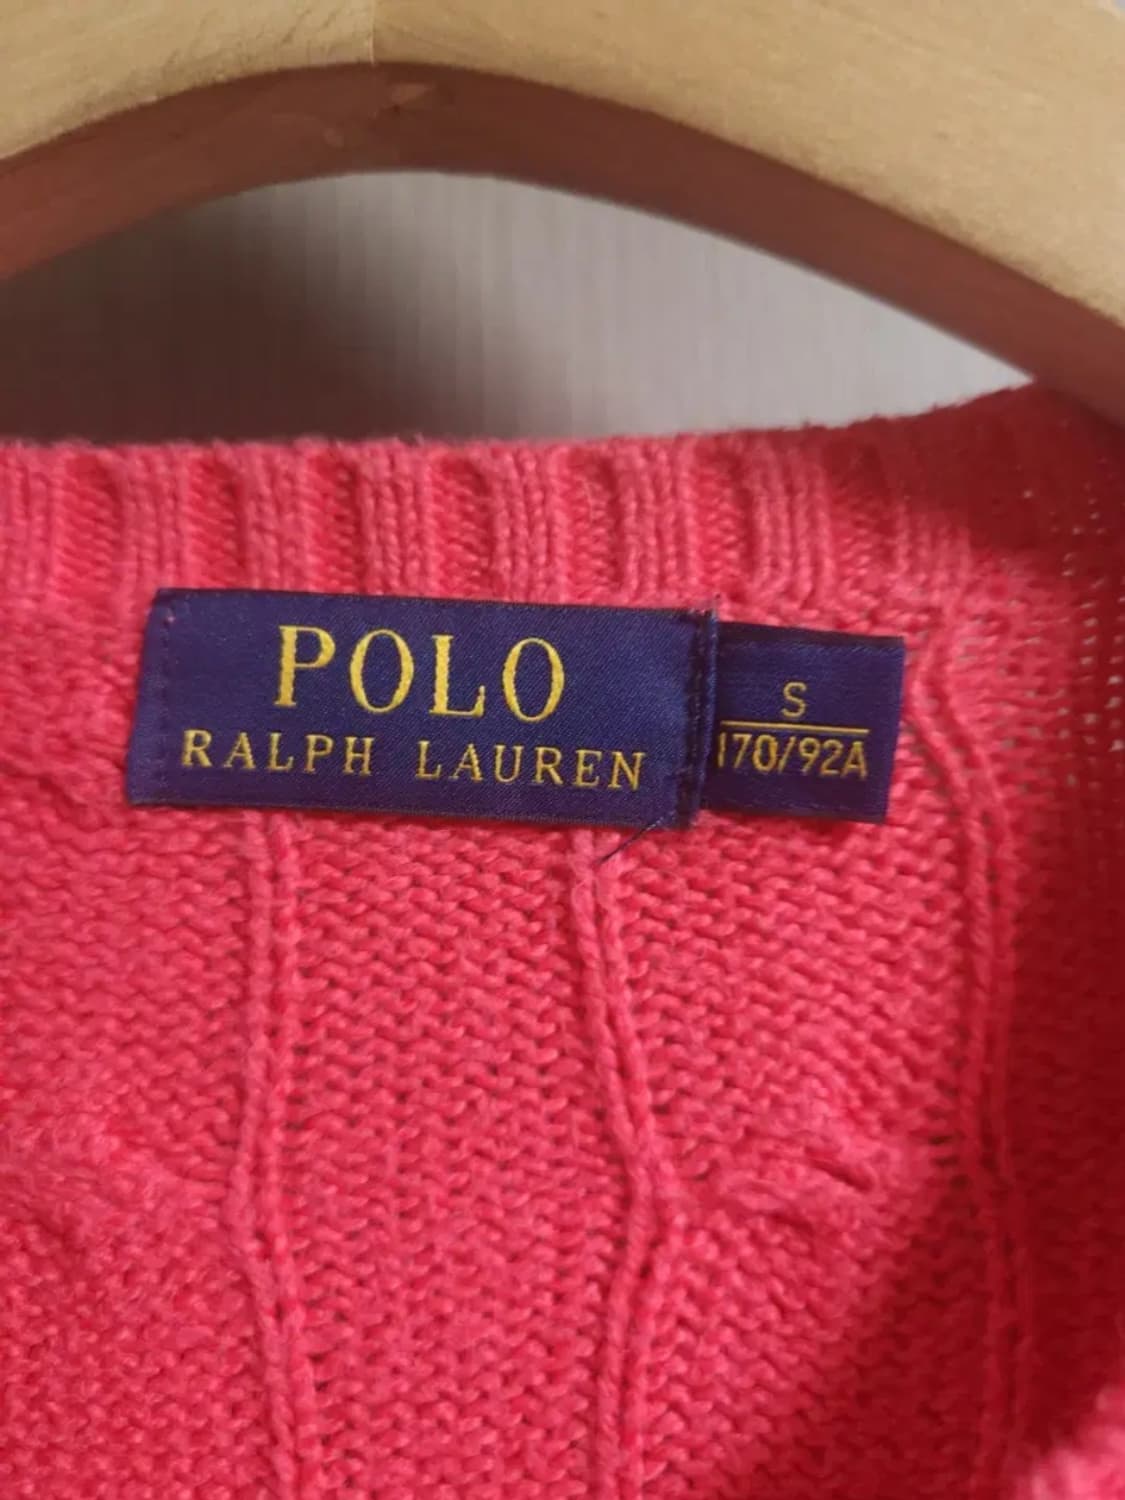 POLO
RALPH LAUREN
S
170/92A